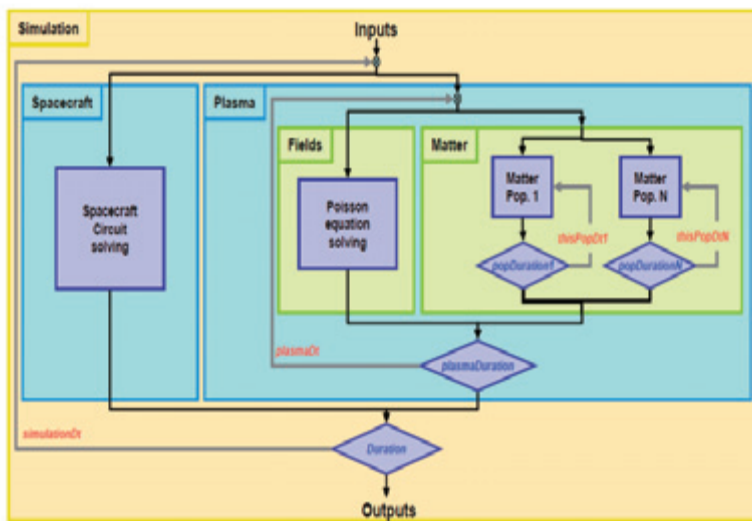 Simulation
Inputs
Spacecraft
Plasma
Fields
Matter
Spacecraft
Circuit
solving
Poisson
equation
solving
Matter
Pop. 1
Matter
Pop. N
thisPopDt1
thisPopDtN
popDuration1
popDurationN
plasmaDt
plasmaDuration
simulationDt
Duration
Outputs